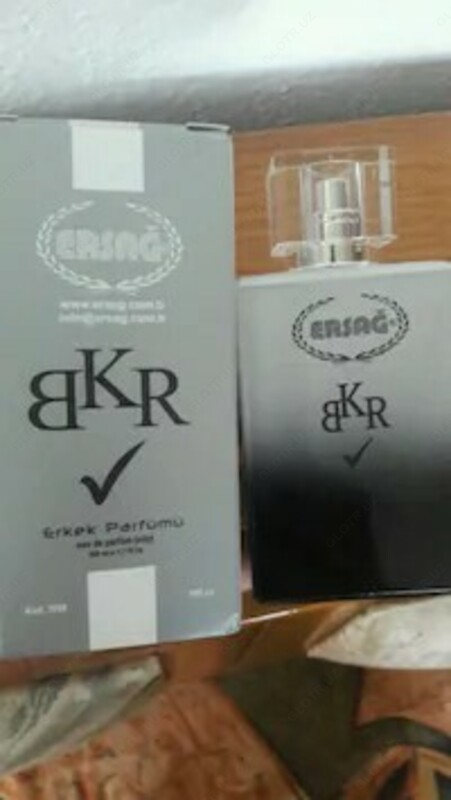 ERSAĞ
www.ersag.com.tr
info@ersag.com.tr
BKR
Erkek Parfümü
eau de parfum
ERSAĞ
BKR